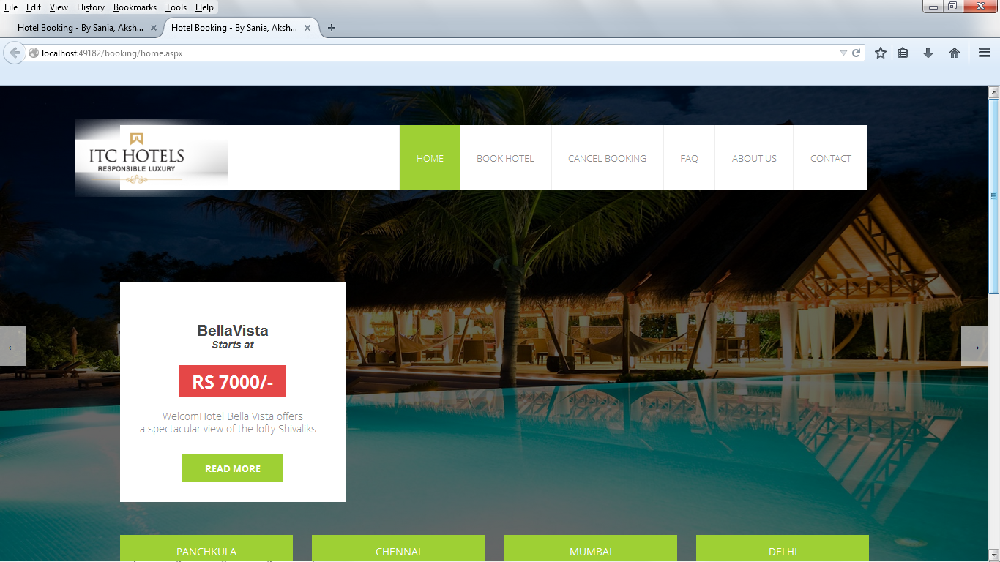 File Edit View History Bookmarks Tools Help
Hotel Booking - By Sania, Aksh... Hotel Booking - By Sania, Aksh...
localhost:49182/booking/home.aspx
ITC HOTELS
RESPONSIBLE LUXURY
HOME BOOK HOTEL CANCEL BOOKING FAQ ABOUT US CONTACT
BellaVista
Starts at
RS 7000/-
WelcomHotel Bella Vista offers
a spectacular view of the lofty Shivaliks ...
READ MORE
PANCHKULA CHENNAI MUMBAI DELHI